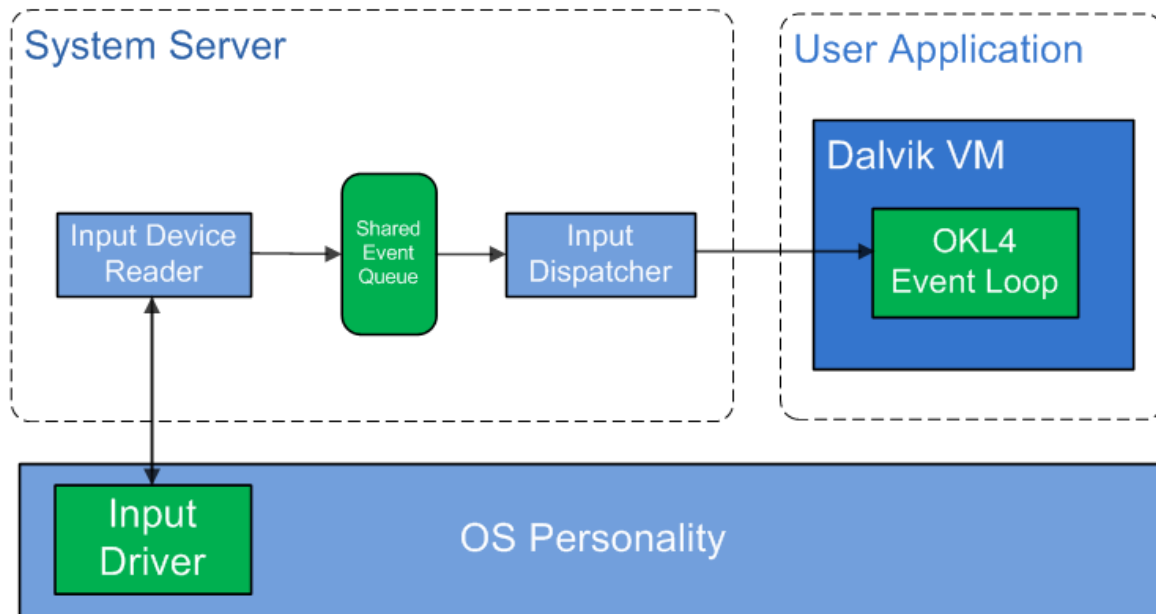 System Server
User Application
Dalvik VM
Input Device
Reader
Shared
Event
Queue
Input
Dispatcher
OKL4
Event Loop
Input
Driver
OS Personality